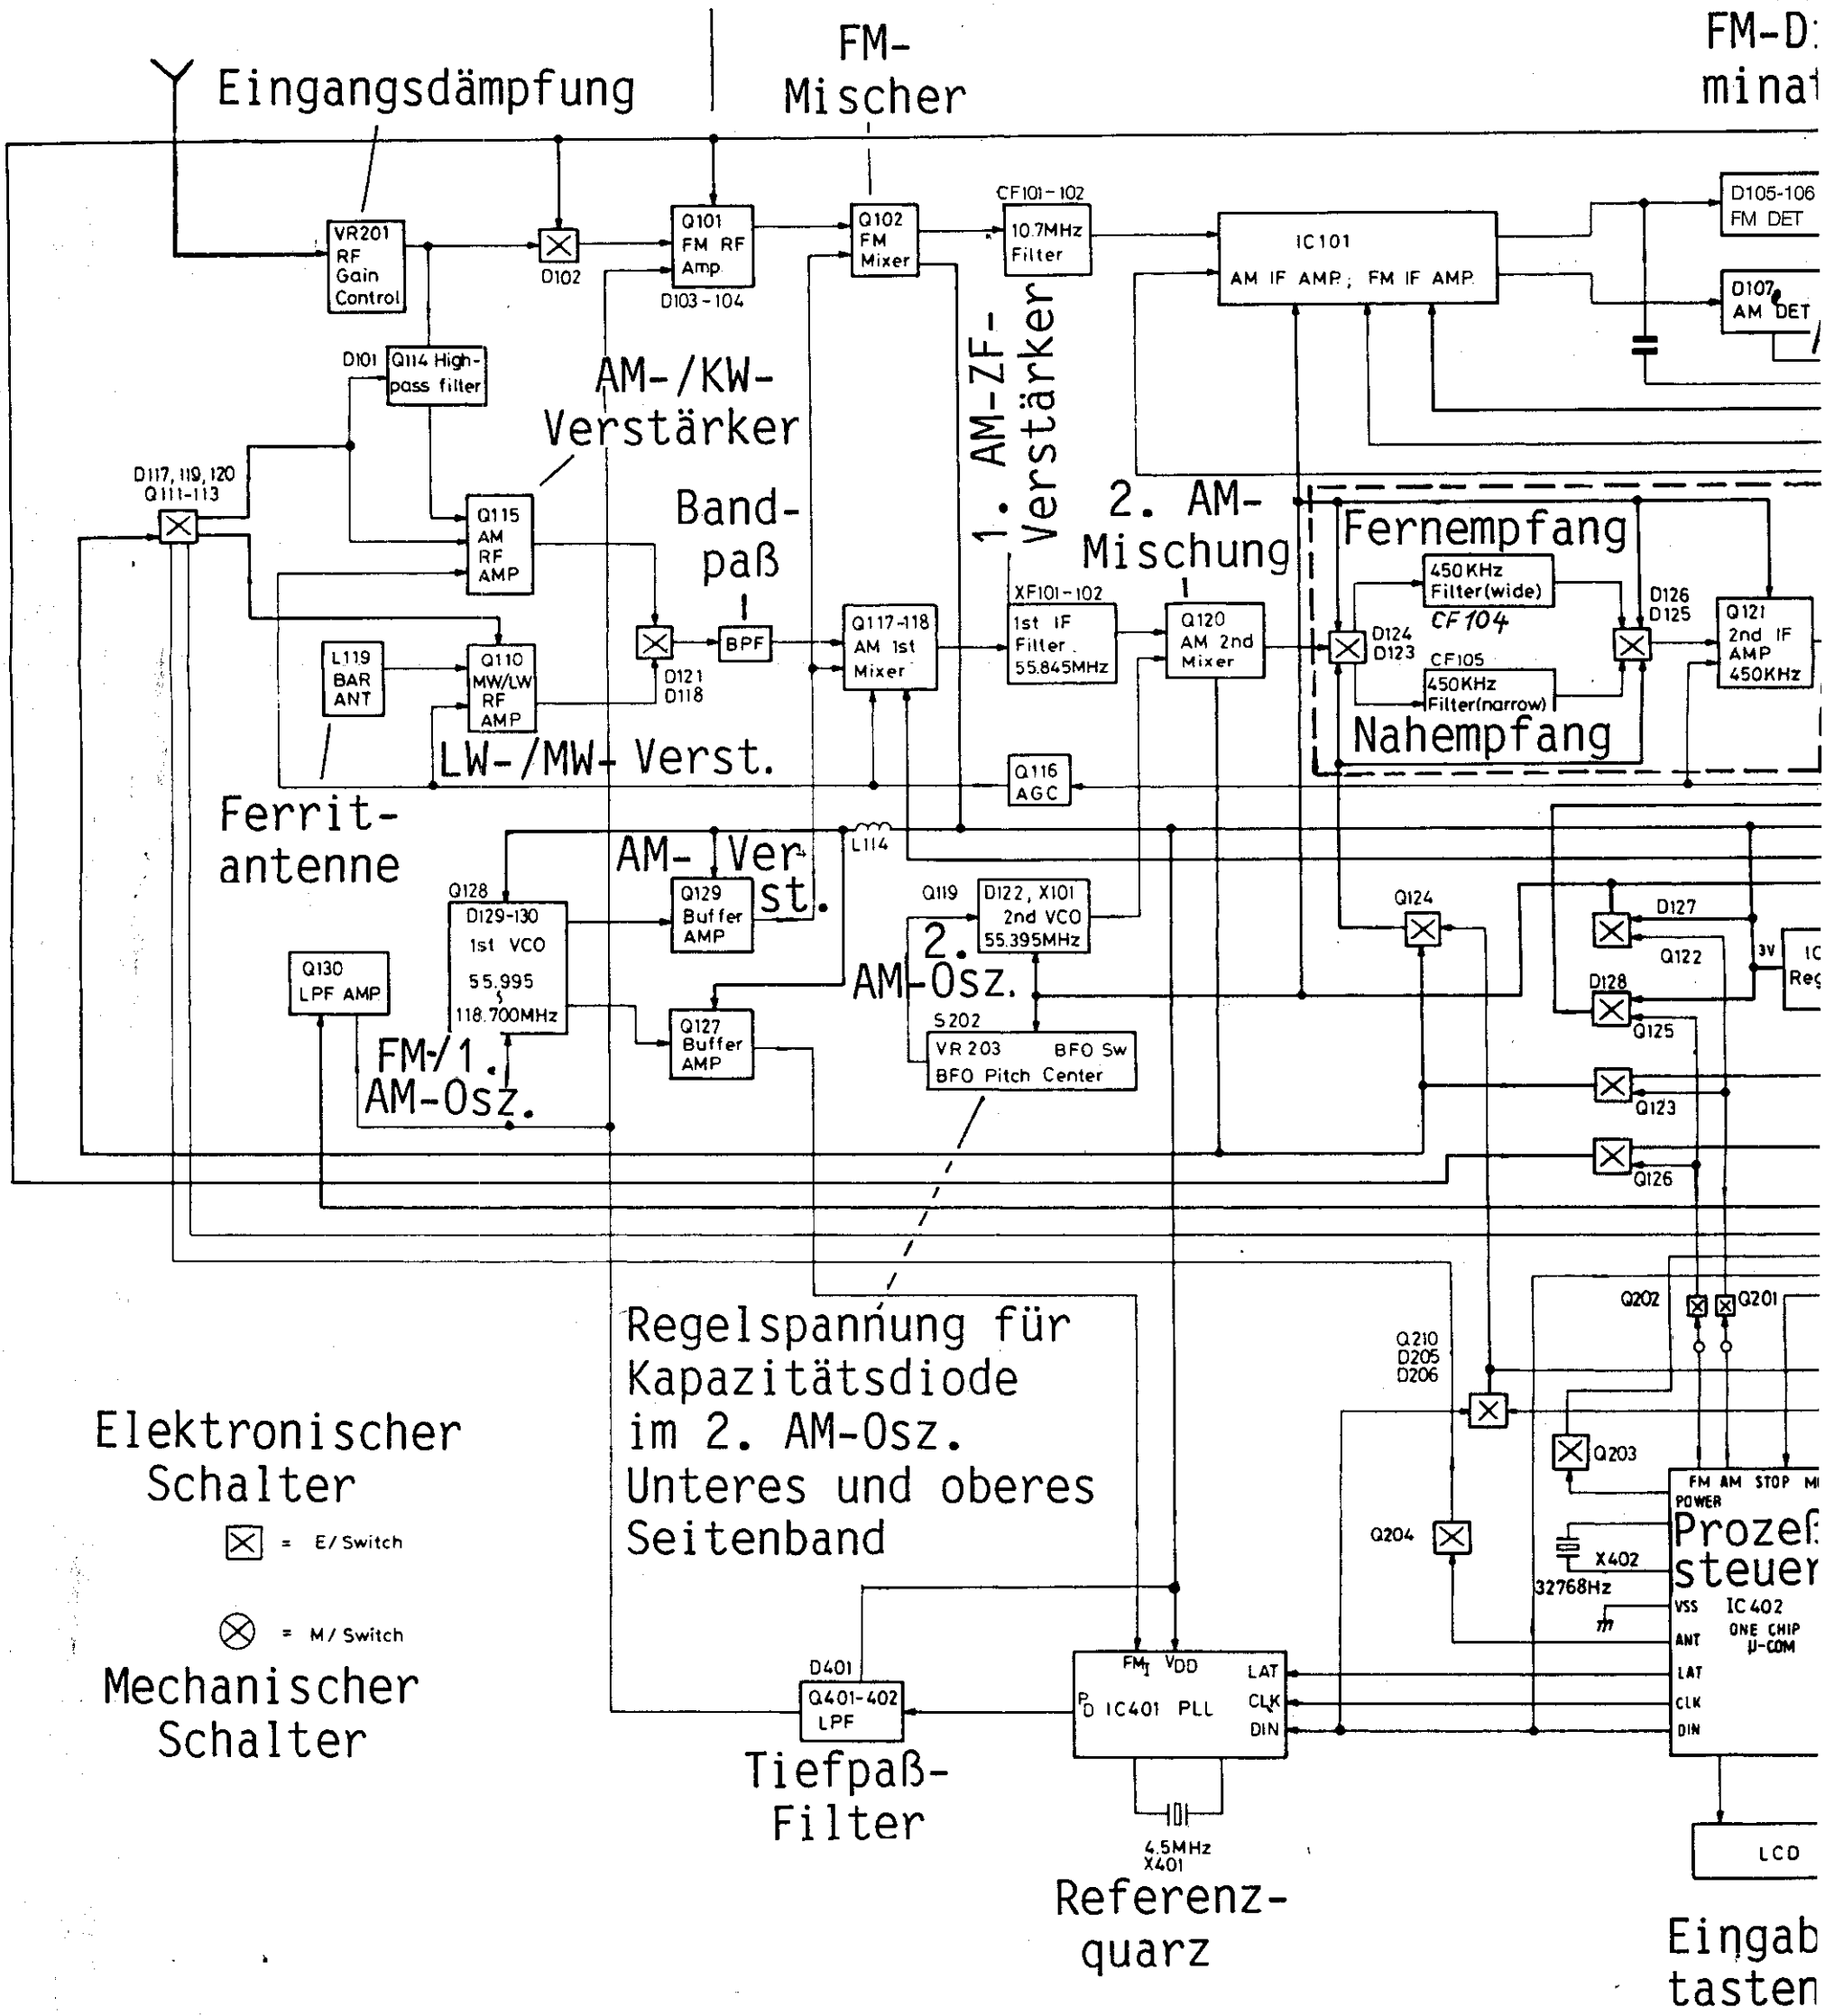 FM-
Mischer
Eingangsdämpfung
VR201
RF
Gain
Control
D102
Q101
FM RF
Amp.
D103-104
Q102
FM
Mixer
CF101-102
10.7MHz
Filter
IC101
AM IF AMP.; FM IF AMP.
D105-106
FM DET
D107
AM DET
D101
Q114 High-
pass filter
AM-/KW-
Verstärker
1. AM-ZF-
Verstärker
D117, 119, 120
Q111-113
Q115
AM
RF
AMP
Band-
paß
2. AM-
Mischung
Fernempfang
450KHz
Filter(wide)
CF104
D126
D125
L119
BAR
ANT
Q110
MW/LW
RF
AMP
D121
D118
BPF
Q117-118
AM 1st
Mixer
XF101-102
1st IF
Filter
55.845MHz
Q120
AM 2nd
Mixer
D124
D123
CF105
450KHz
Filter(narrow)
Q121
2nd IF
AMP
450KHz
Nahempfang
LW-/MW-Verst.
Q116
AGC
Ferrit-
antenne
AM-Ver
st.
L114
Q128
D129-130
1st VCO
55.995
118.700MHz
Q129
Buffer
AMP
Q119
D122, X101
2nd VCO
55.395MHz
2.
AM-Osz.
Q124
D127
Q122
3V
D128
Q125
Q130
LPF AMP
Q127
Buffer
AMP
S202
VR203 BFO Sw
BFO Pitch Center
FM-/1.
AM-Osz.
Q123
Q126
Q202
Q201
Regelspannung für
Kapazitätsdiode
im 2. AM-Osz.
Unteres und oberes
Seitenband
Q210
D205
D206
Q203
Elektronischer
Schalter
= E/Switch
= M/Switch
Mechanischer
Schalter
Q204
X402
32768Hz
FM AM STOP
POWER
VSS
ANT
LAT
CLK
DIN
IC402
ONE CHIP
μ-COM
D401
Q401-402
LPF
Tiefpaß-
Filter
FMI VDD
PD IC401 PLL
LAT
CLK
DIN
4.5MHz
X401
Referenz-
quarz
LCD